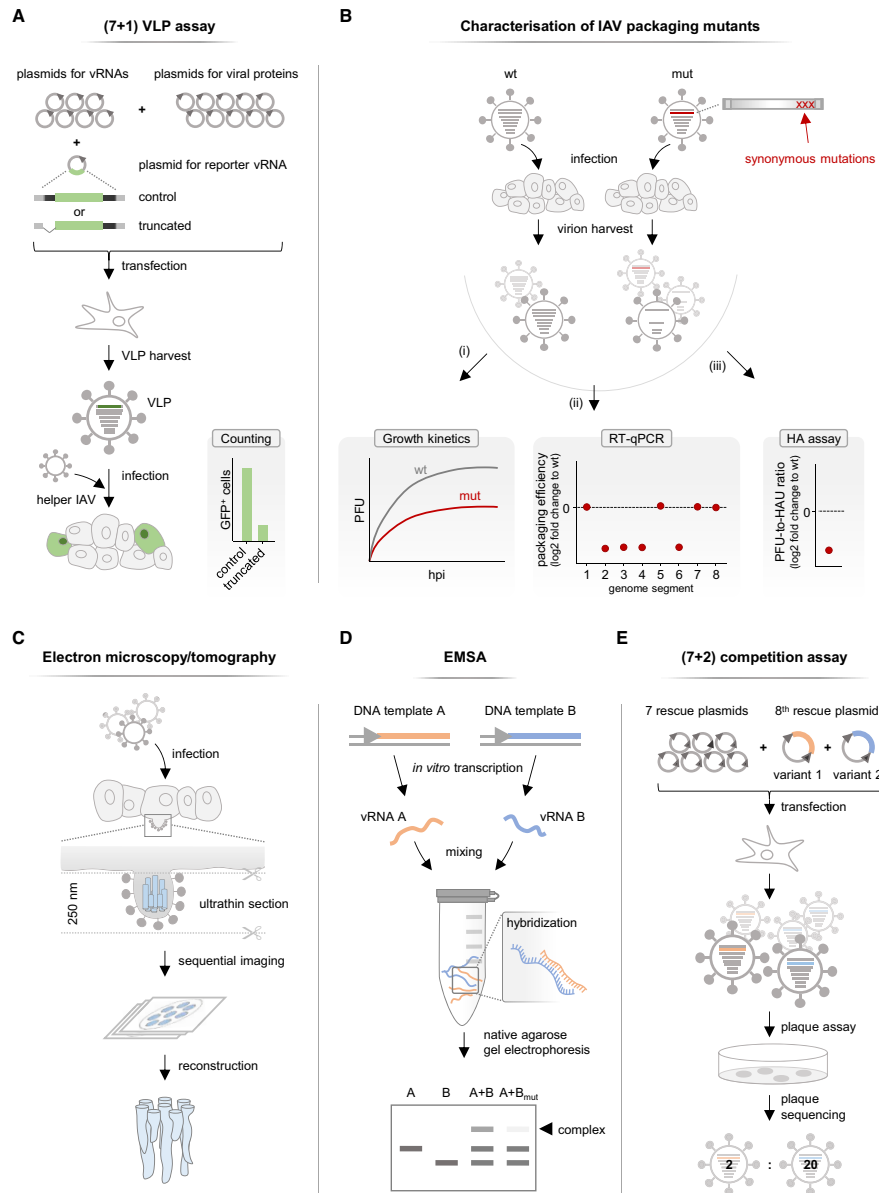 A
(7+1) VLP assay
plasmids for vRNAs
plasmids for viral proteins
+
+
plasmid for reporter vRNA
control
or
truncated
transfection
VLP harvest
VLP
infection
helper IAV
Counting
GFP+ cells
control
truncated
B
Characterisation of IAV packaging mutants
wt
mut
XXX
synonymous mutations
infection
virion harvest
(i)
(ii)
(iii)
Growth kinetics
PFU
wt
mut
hpi
RT-qPCR
packaging efficiency
(log2 fold change to wt)
0
1 2 3 4 5 6 7 8
genome segment
HA assay
PFU-to-HAU ratio
(log2 fold change to wt)
0
C
Electron microscopy/tomography
infection
250 nm
ultrathin section
sequential imaging
reconstruction
D
EMSA
DNA template A
DNA template B
in vitro transcription
vRNA A
vRNA B
mixing
hybridization
native agarose
gel electrophoresis
A B A+B A+Bmut
complex
E
(7+2) competition assay
7 rescue plasmids
8th rescue plasmid
+
+
variant 1
variant 2
transfection
plaque assay
plaque
sequencing
2 : 20